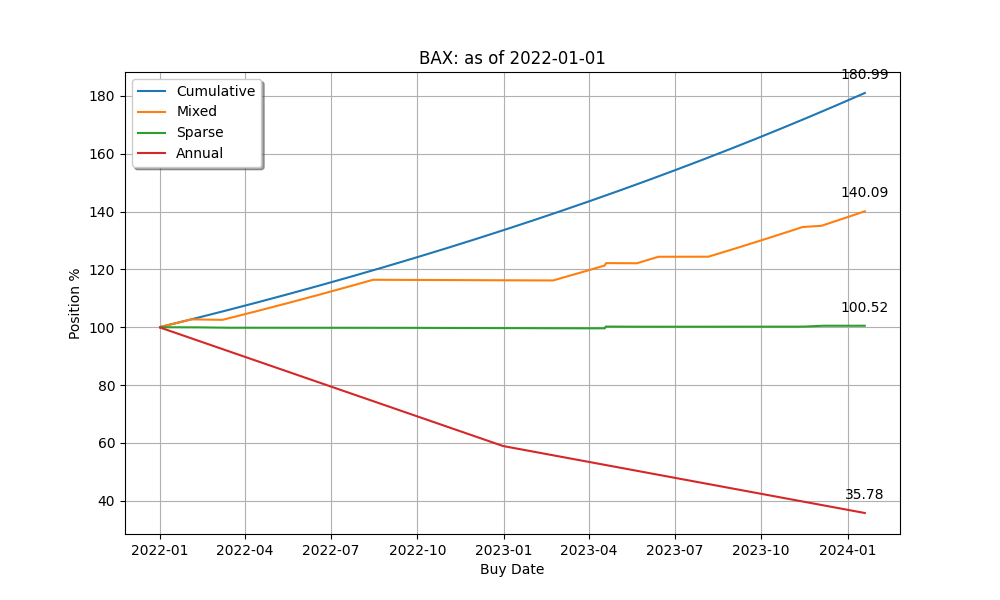 BAX: as of 2022-01-01
180.99
180
Cumulative
Mixed
Sparse
Annual
160
140.09
140
120
100.52
100
80
60
35.78
40
Position %
2022-01 2022-04 2022-07 2022-10 2023-01 2023-04 2023-07 2023-10 2024-01
Buy Date